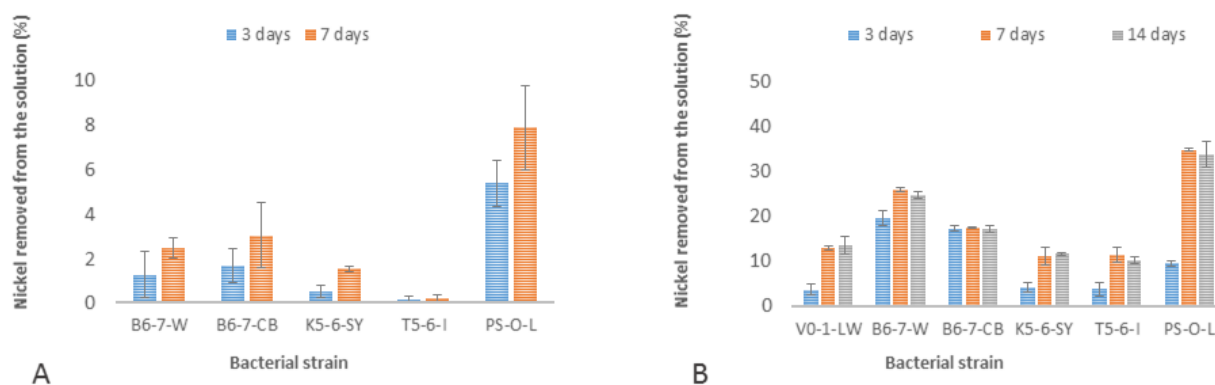 Nickel removed from the solution (%)
3 days 7 days
10
8
6
4
2
0
B6-7-W B6-7-CB K5-6-SY T5-6-I PS-O-L
Bacterial strain
A
Nickel removed from the solution (%)
3 days 7 days 14 days
50
40
30
20
10
0
V0-1-LW B6-7-W B6-7-CB K5-6-SY T5-6-I PS-O-L
Bacterial strain
B